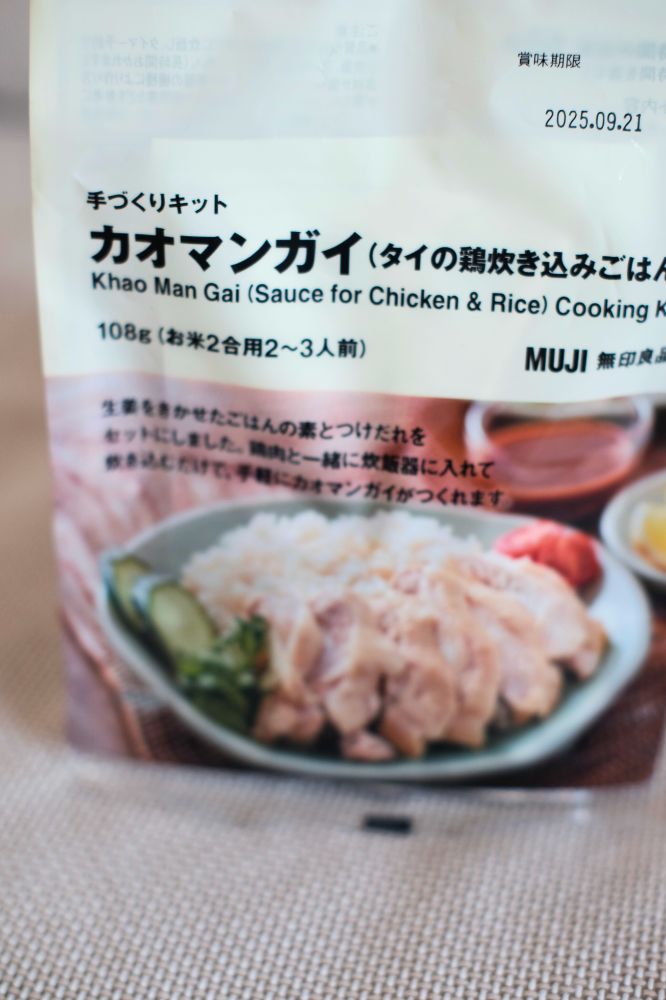 賞味期限
2025.09.21
手づくりキット
カオマンガイ(タイの鶏炊き込みごはん
Khao Man Gai (Sauce for Chicken & Rice) Cooking K
108g(お米2合用2〜3人前)
MUJI 無印良品
生姜をきかせたごはんの素とつけだれを
セットにしました。鶏肉と一緒に炊飯器に入れて
炊き込むだけで、手軽にカオマンガイがつくれます。